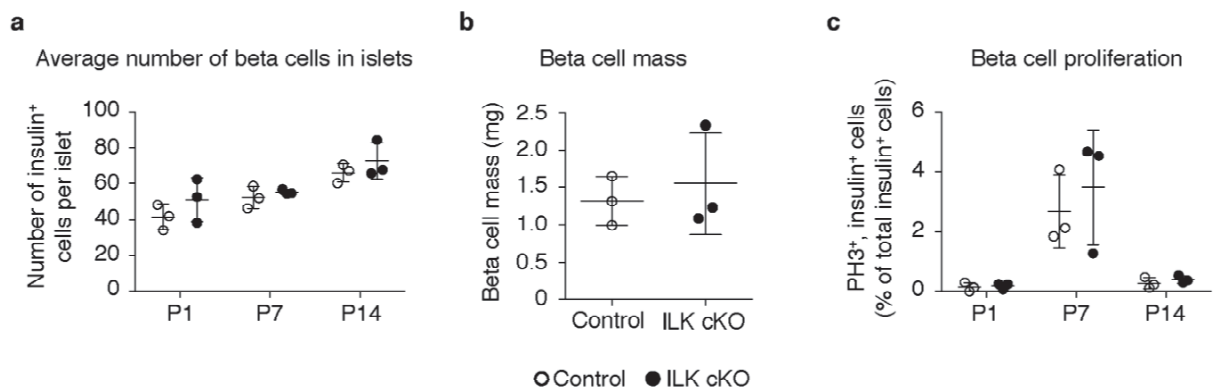 a
Average number of beta cells in islets
Number of insulin⁺
cells per islet
100
80
60
40
20
0
P1 P7 P14
b
Beta cell mass
Beta cell mass (mg)
2.5
2.0
1.5
1.0
0.5
0
Control ILK cKO
c
Beta cell proliferation
PH3⁺, insulin⁺ cells
(% of total insulin⁺ cells)
6
4
2
0
P1 P7 P14
Control ILK cKO